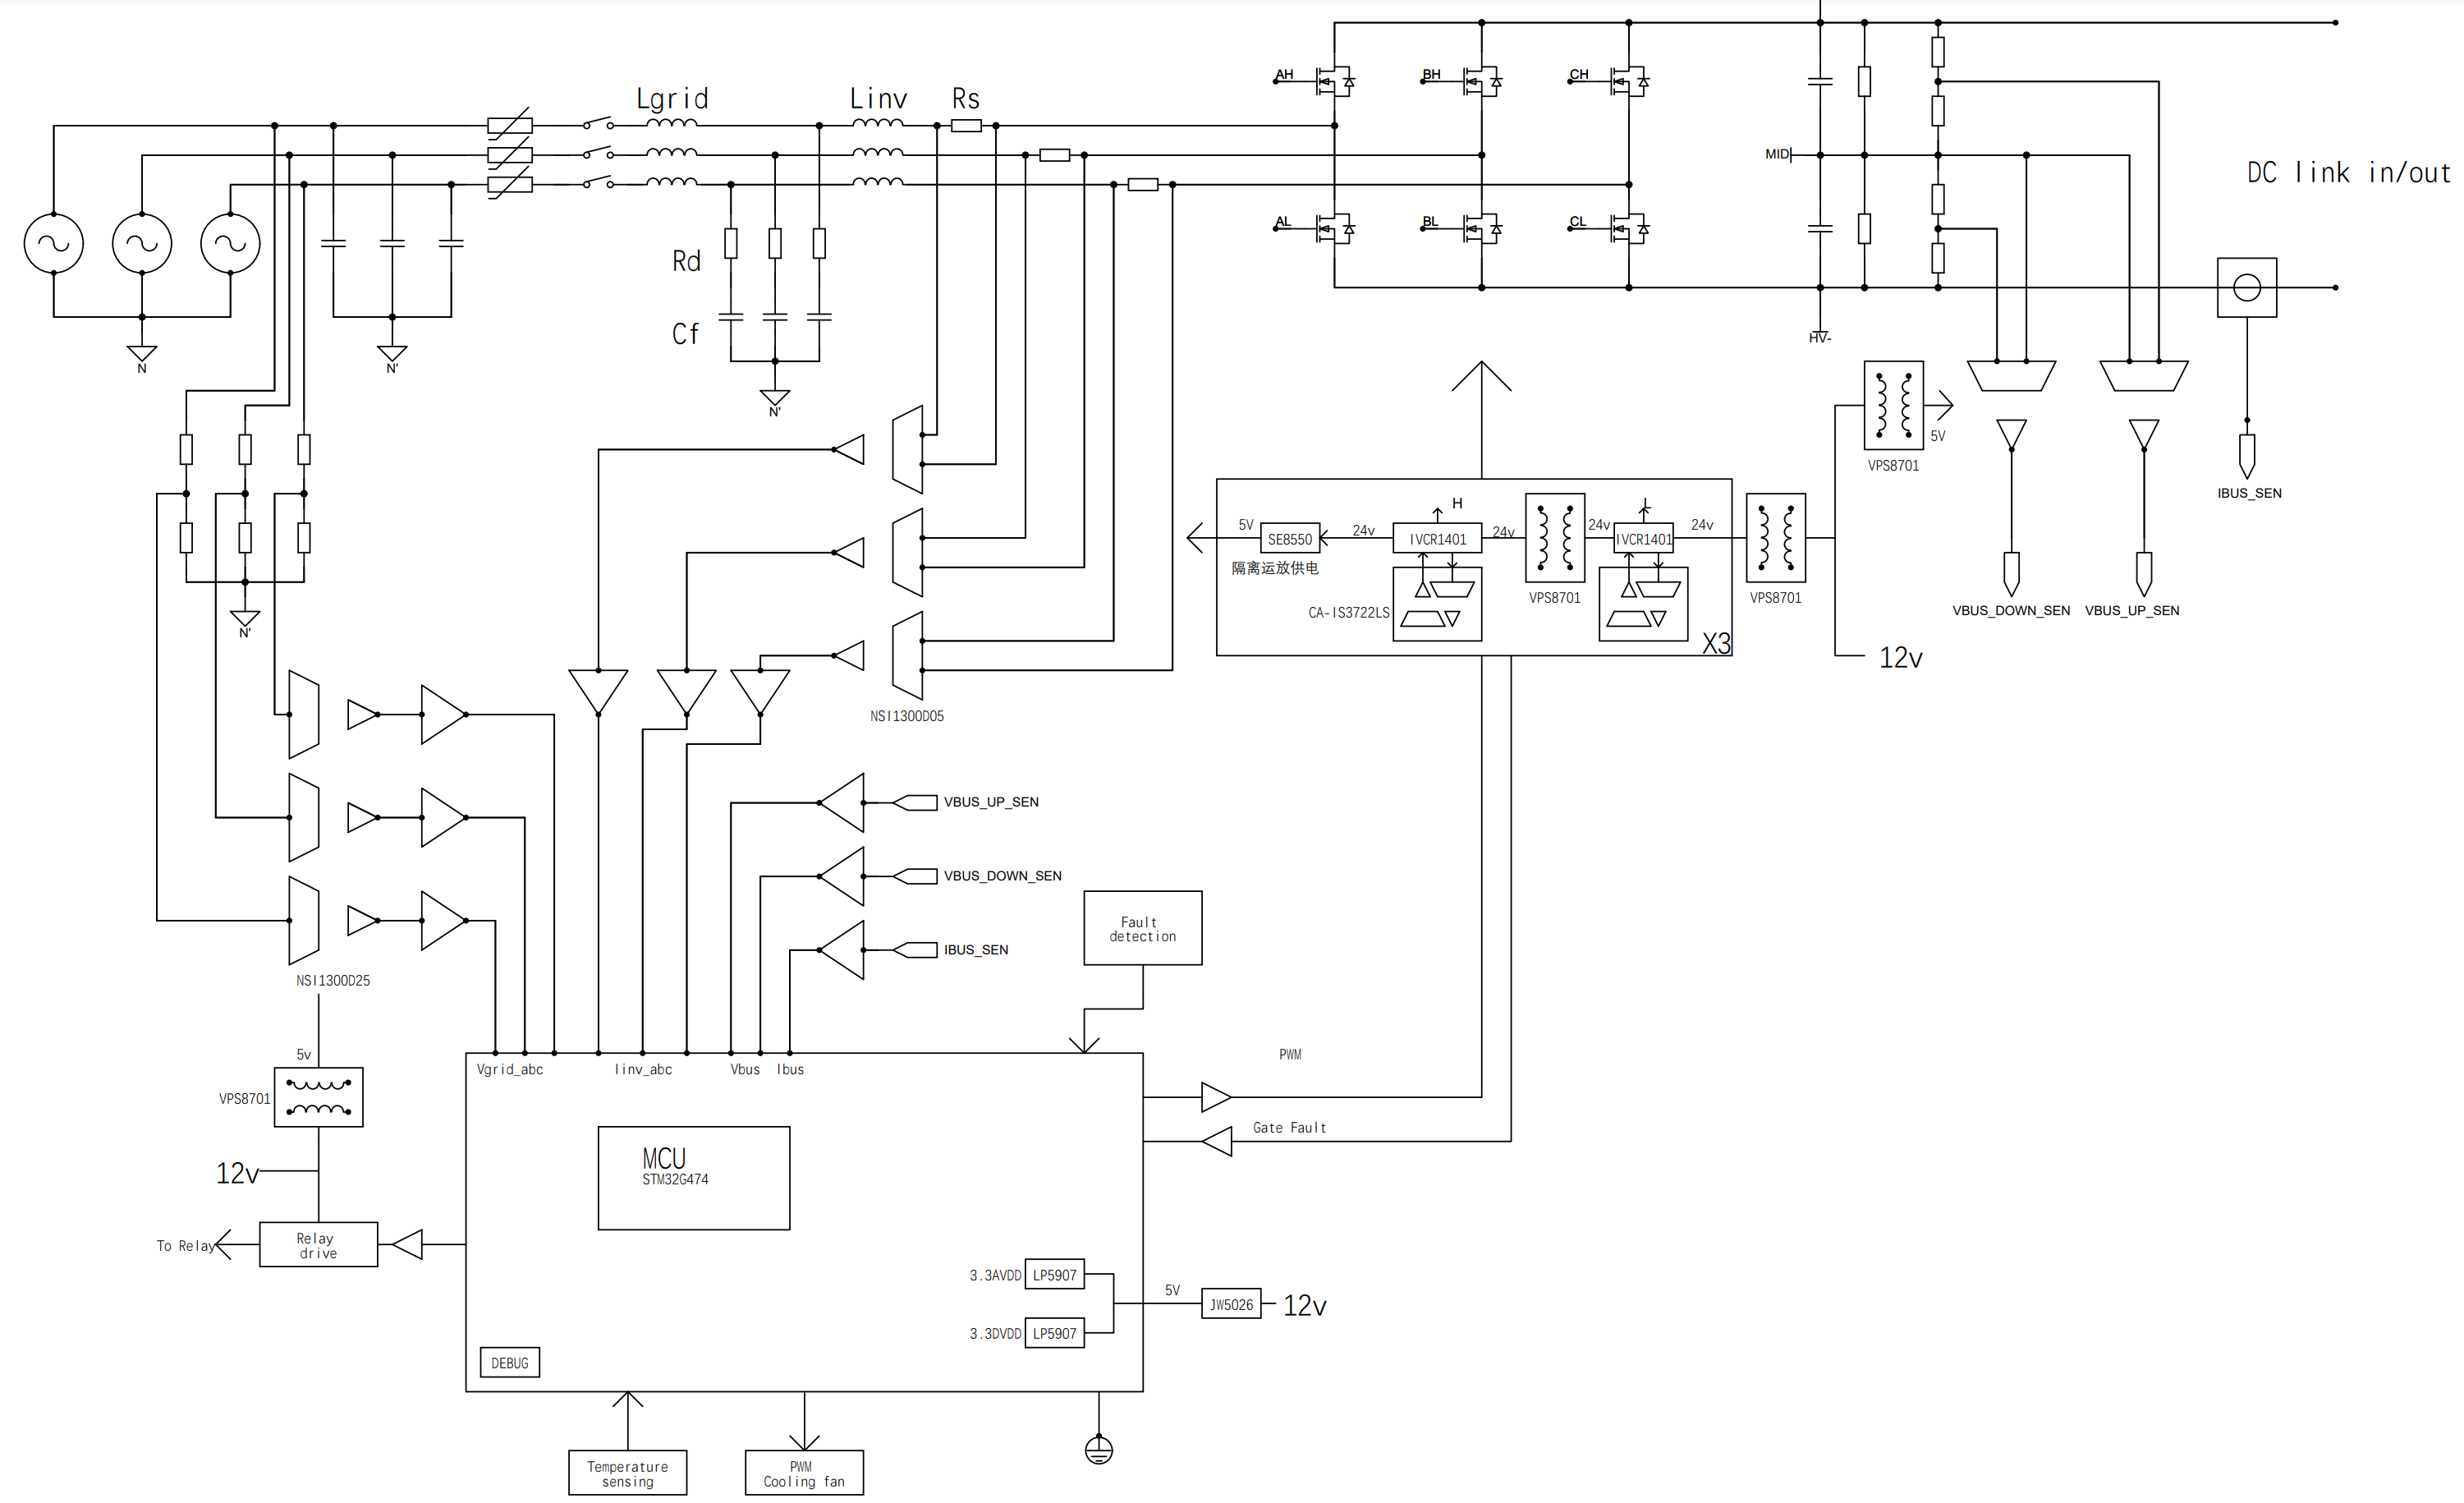 Lgrid
Linv
Rs
AH
BH
CH
MID
DC link in/out
AL
BL
CL
Rd
Cf
N
N'
N'
HV-
VPS8701
5V
IBUS_SEN
5V
SE8550
24v
IVCR1401
H
24v
24v
IVCR1401
L
24v
隔离运放供电
CA-IS3722LS
VPS8701
VPS8701
X3
12v
VBUS_DOWN_SEN
VBUS_UP_SEN
N'
NSI1300D05
VBUS_UP_SEN
VBUS_DOWN_SEN
IBUS_SEN
Fault
detection
NSI1300D25
5v
VPS8701
12v
Vgrid_abc
Iinv_abc
Vbus
Ibus
PWM
Gate Fault
MCU
STM32G474
To Relay
Relay
drive
3.3AVDD
LP5907
5V
JW5026
12v
3.3DVDD
LP5907
DEBUG
Temperature
sensing
PWM
Cooling fan